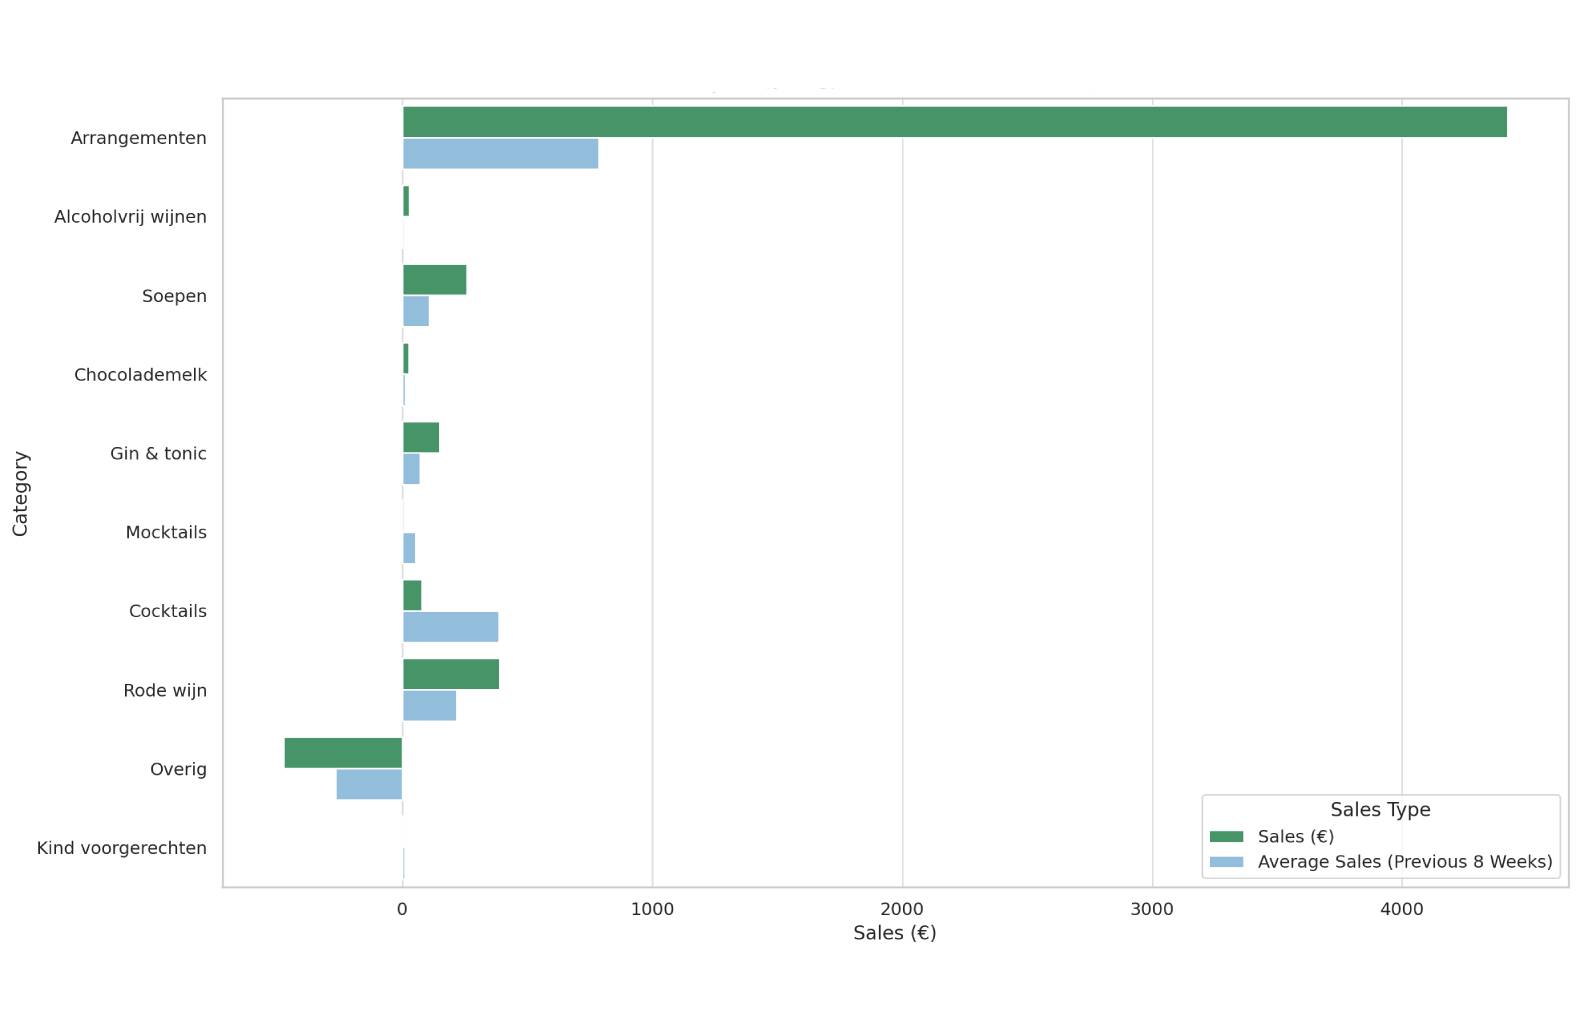 Arrangementen
Alcoholvrij wijnen
Soepen
Chocolademelk
Gin & tonic
Mocktails
Cocktails
Rode wijn
Overig
Kind voorgerechten
Category
0 1000 2000 3000 4000
Sales (€)
Sales Type
Sales (€)
Average Sales (Previous 8 Weeks)